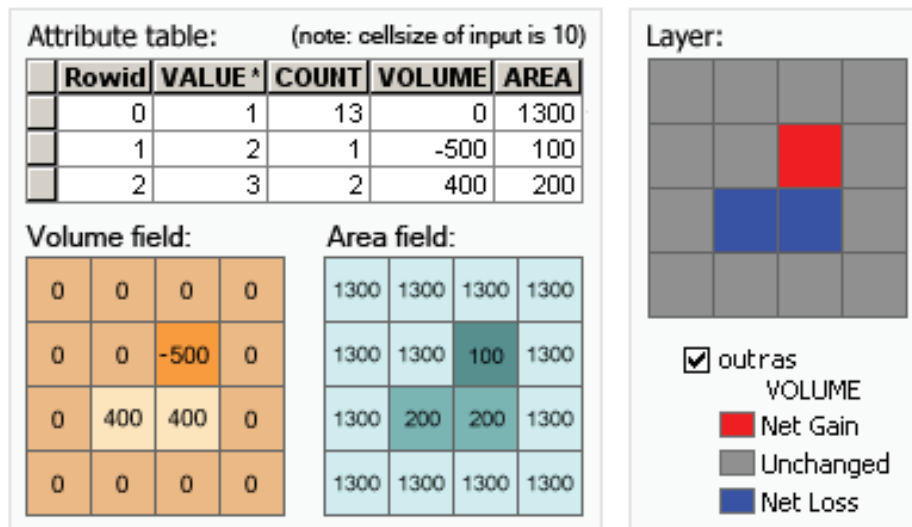 Attribute table: (note: cellsize of input is 10)
Rowid VALUE * COUNT VOLUME AREA
0 1 13 0 1300
1 2 1 -500 100
2 3 2 400 200
Volume field:
0 0 0 0
0 0 -500 0
0 400 400 0
0 0 0 0
Area field:
1300 1300 1300 1300
1300 1300 100 1300
1300 200 200 1300
1300 1300 1300 1300
Layer:
outras
VOLUME
Net Gain
Unchanged
Net Loss